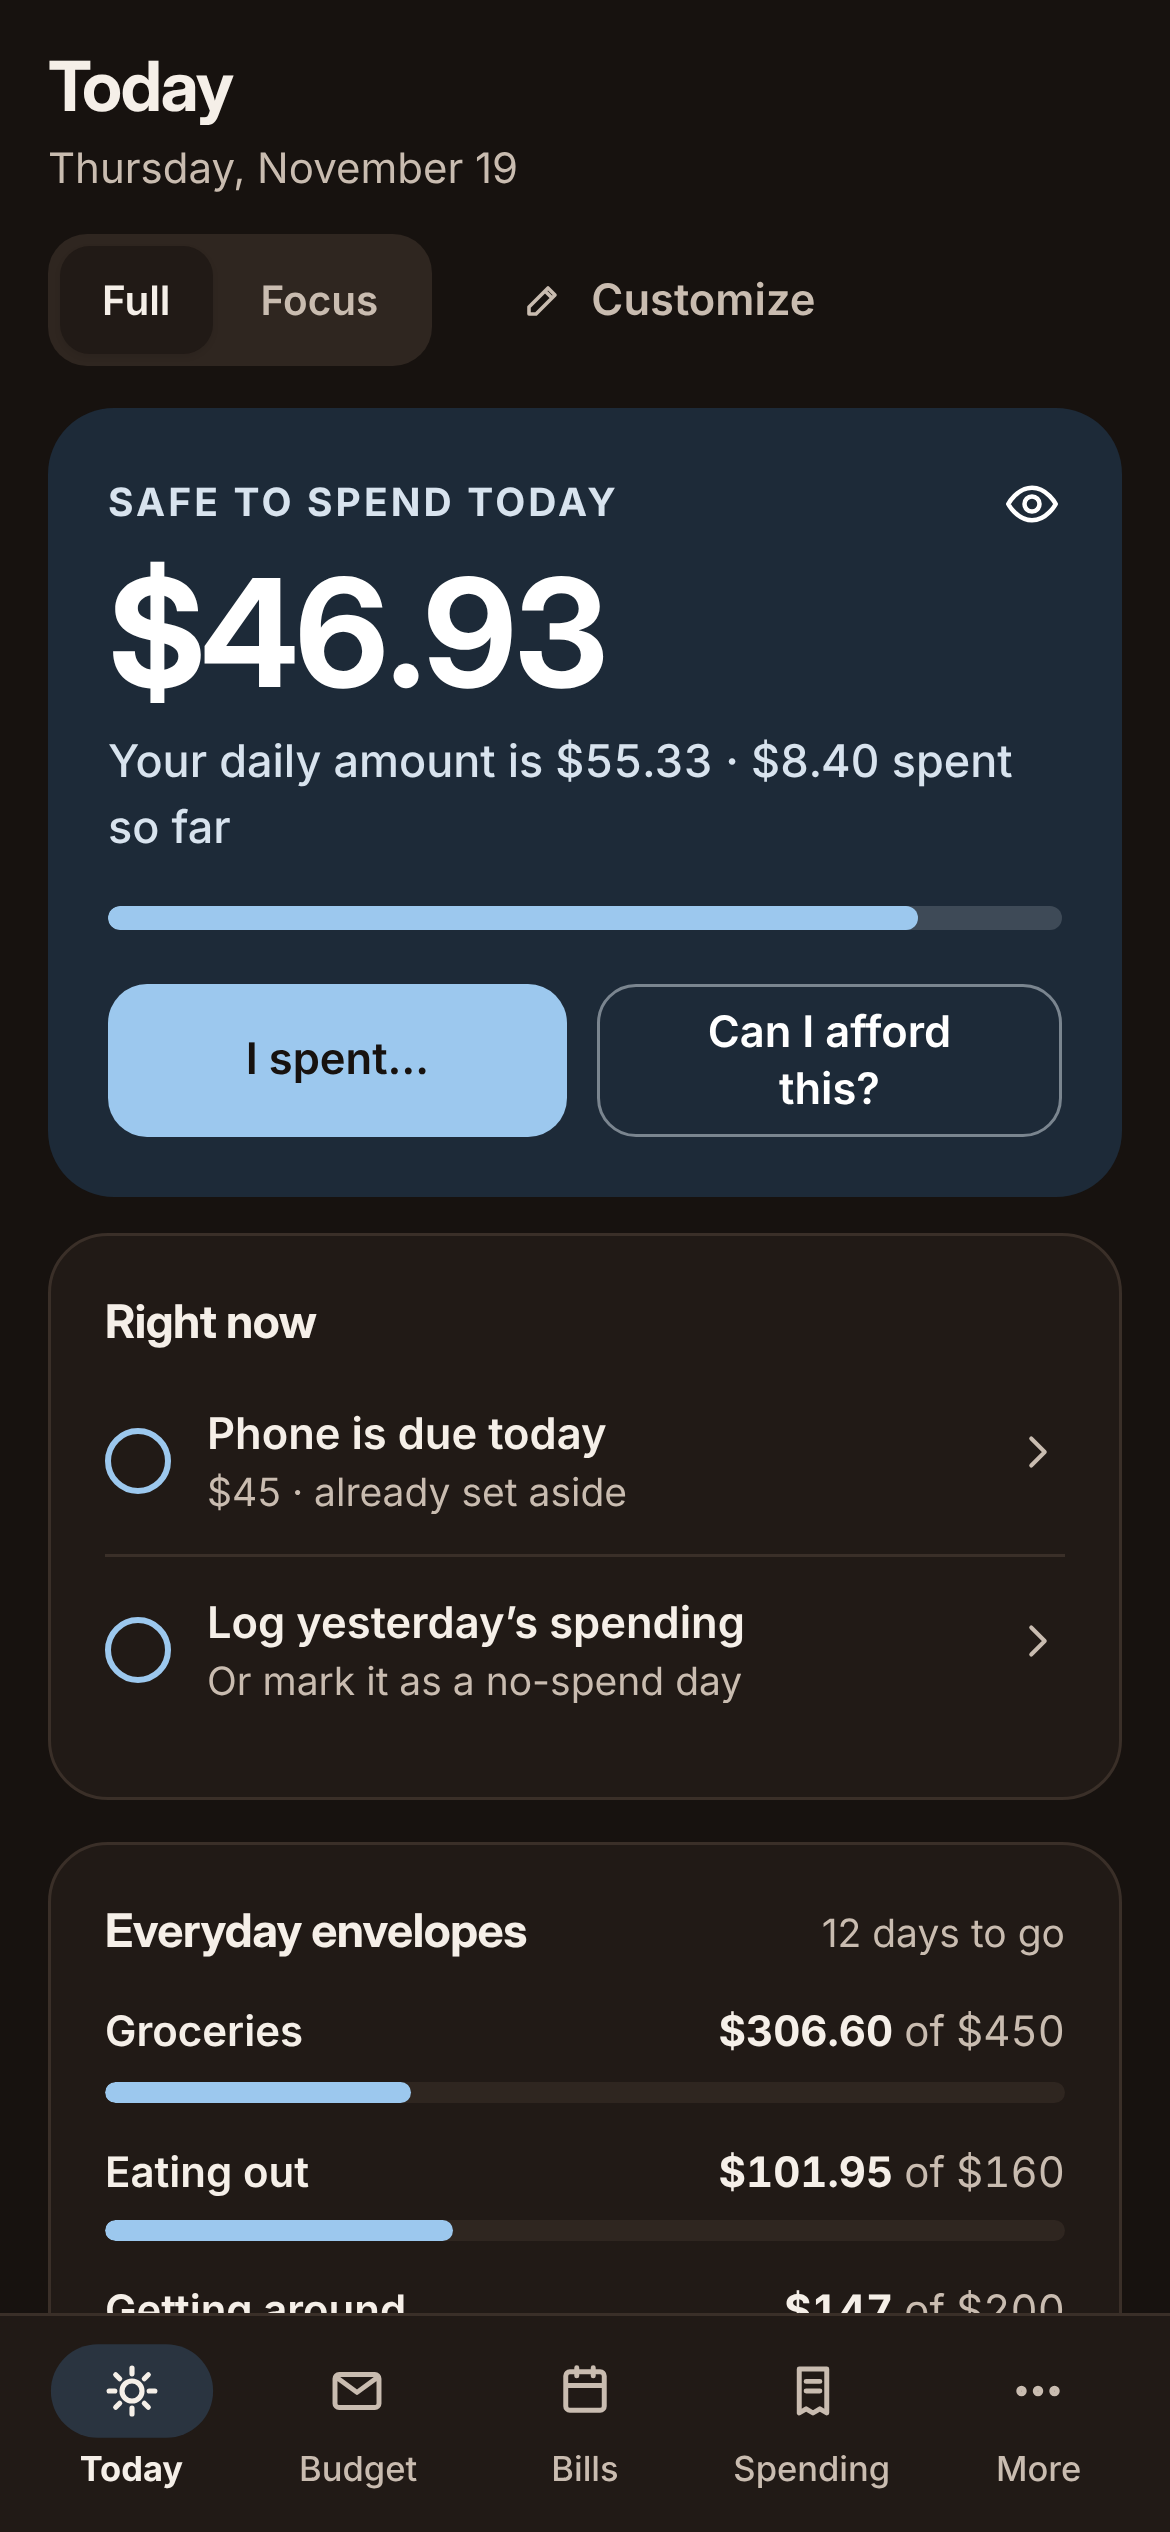 Today
Thursday, November 19
Full
Focus
Customize
SAFE TO SPEND TODAY
$46.93
Your daily amount is $55.33 · $8.40 spent
so far
I spent...
Can I afford
this?
Right now
Phone is due today
$45 · already set aside
Log yesterday’s spending
Or mark it as a no-spend day
Everyday envelopes
12 days to go
Groceries
$306.60 of $450
Eating out
$101.95 of $160
Getting around
$147 of $200
Today
Budget
Bills
Spending
More